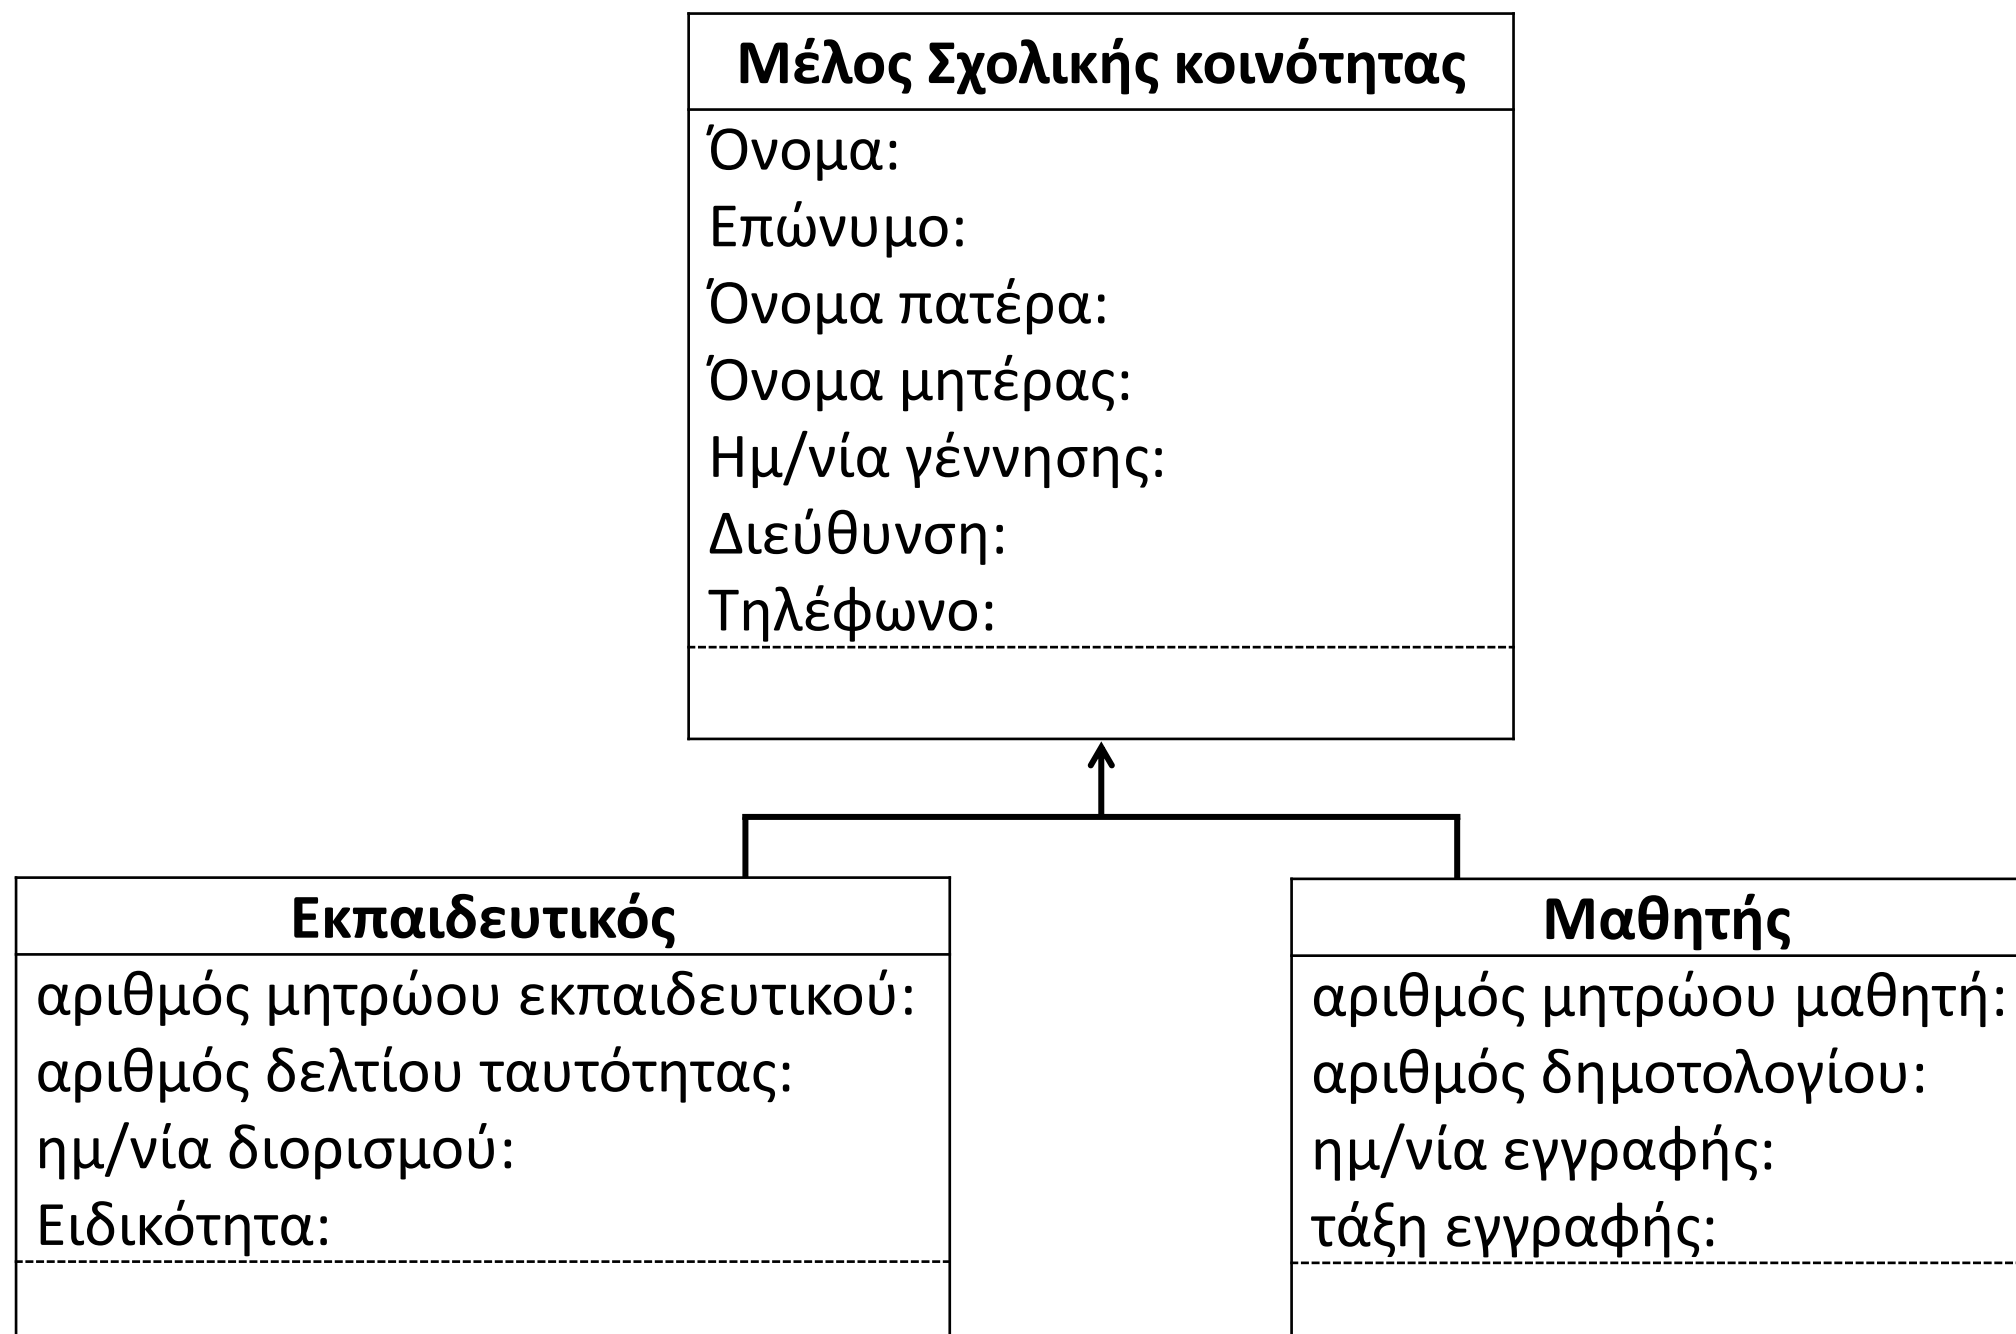 Μέλος Σχολικής κοινότητας
Όνομα:
Επώνυμο:
Όνομα πατέρα:
Όνομα μητέρας:
Ημ/νία γέννησης:
Διεύθυνση:
Τηλέφωνο:
Εκπαιδευτικός
αριθμός μητρώου εκπαιδευτικού:
αριθμός δελτίου ταυτότητας:
ημ/νία διορισμού:
Ειδικότητα:
Μαθητής
αριθμός μητρώου μαθητή:
αριθμός δημοτολογίου:
ημ/νία εγγραφής:
τάξη εγγραφής: